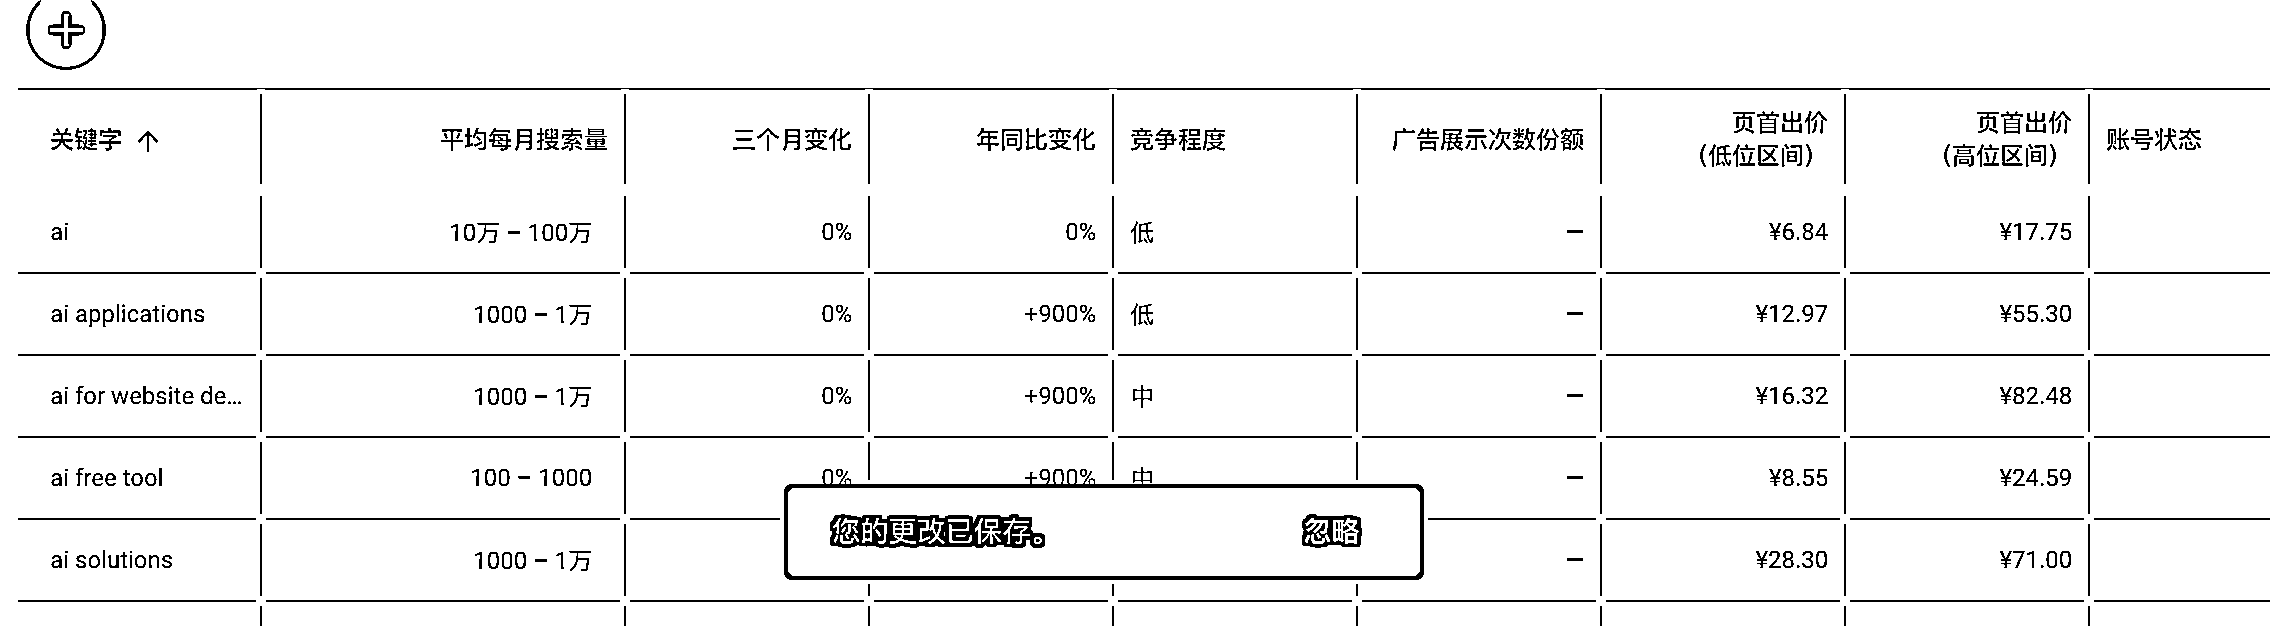 关键字 ↑ 平均每月搜索量 三个月变化 年同比变化 竞争程度 广告展示次数份额 页首出价（低位区间） 页首出价（高位区间） 账号状态
ai 10万 – 100万 0% 0% 低 — ¥6.84 ¥17.75
ai applications 1000 – 1万 0% +900% 低 — ¥12.97 ¥55.30
ai for website de... 1000 – 1万 0% +900% 中 — ¥16.32 ¥82.48
ai free tool 100 – 1000 0% +900% 中 — ¥8.55 ¥24.59
您的更改已保存。 忽略
ai solutions 1000 – 1万 — ¥28.30 ¥71.00